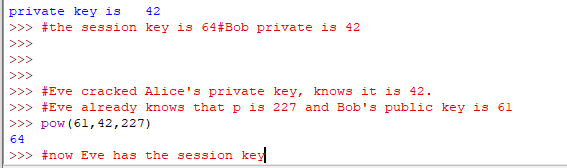 private key is   42
>>> #the session key is 64#Bob private is 42
>>>
>>>
>>>
>>> #Eve cracked Alice's private key, knows it is 42.
>>> #Eve already knows that p is 227 and Bob's public key is 61
>>> pow(61,42,227)
64
>>> #now Eve has the session key